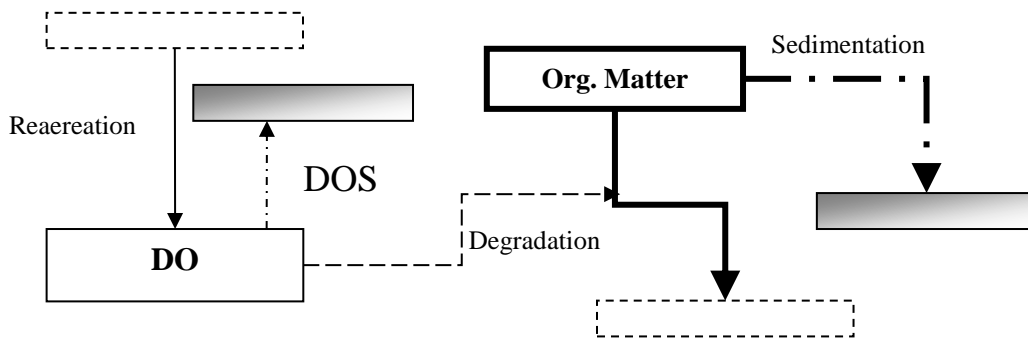 Sedimentation
Org. Matter
Reaereation
DOS
DO
Degradation